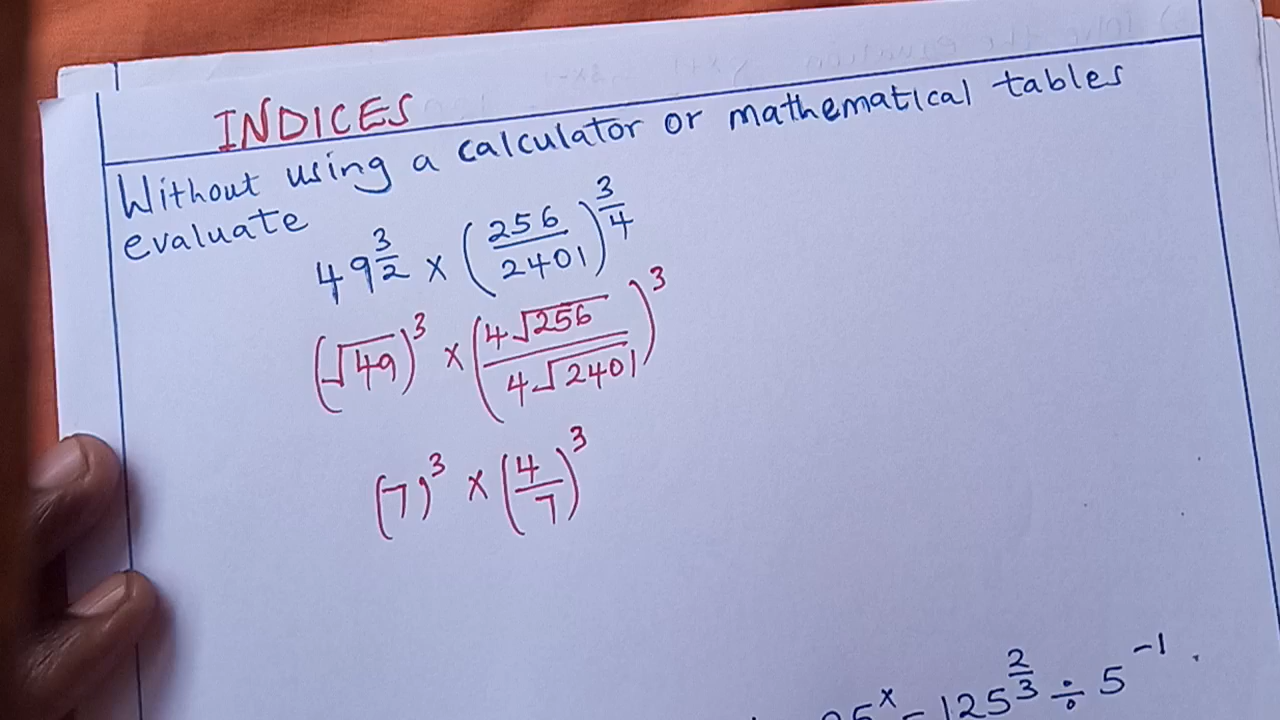 INDICES
Without using a calculator or mathematical tables
evaluate
49^(3/2) × (256/2401)^(3/4)
(√49)^3 × (4√256/4√2401)^3
(7)^3 × (4/7)^3
5^x = 125^(2/3) ÷ 5^-1.